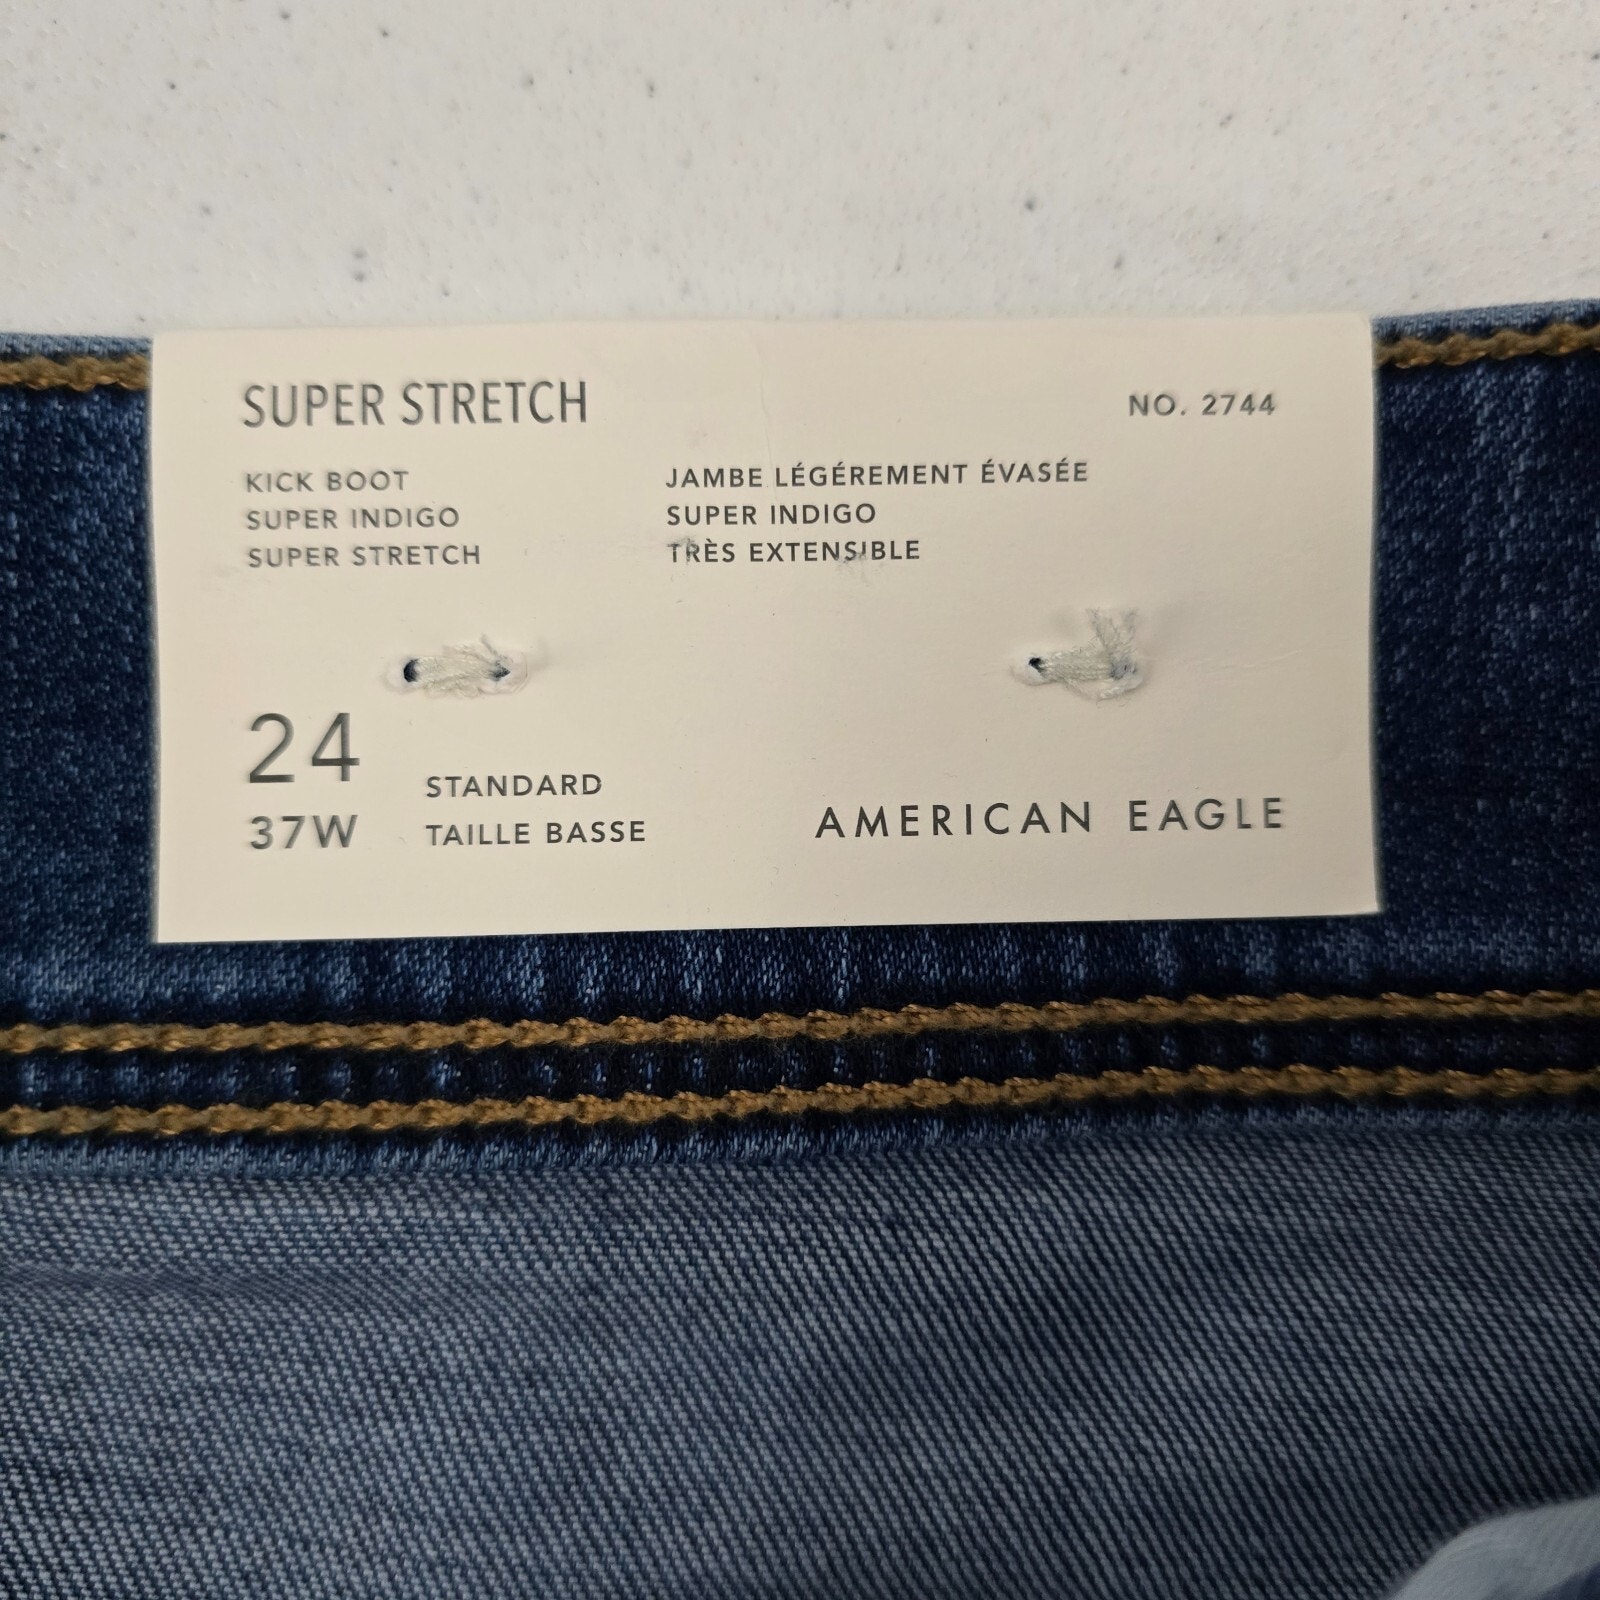 SUPER STRETCH
NO. 2744
KICK BOOT
SUPER INDIGO
SUPER STRETCH
JAMBE LÉGÉREMENT ÉVASÉE
SUPER INDIGO
TRÈS EXTENSIBLE
24
37W
STANDARD
TAILLE BASSE
AMERICAN EAGLE